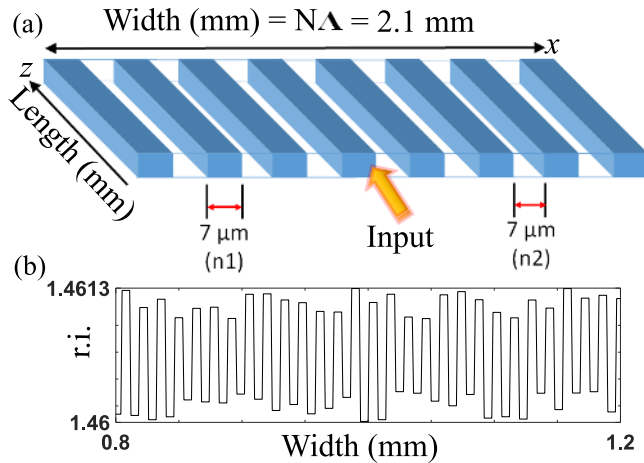 (a)
Width (mm) = NΛ = 2.1 mm
x
z
Length (mm)
7 μm
(n1)
Input
7 μm
(n2)
(b)
1.4613
r.i.
1.46
0.8
Width (mm)
1.2